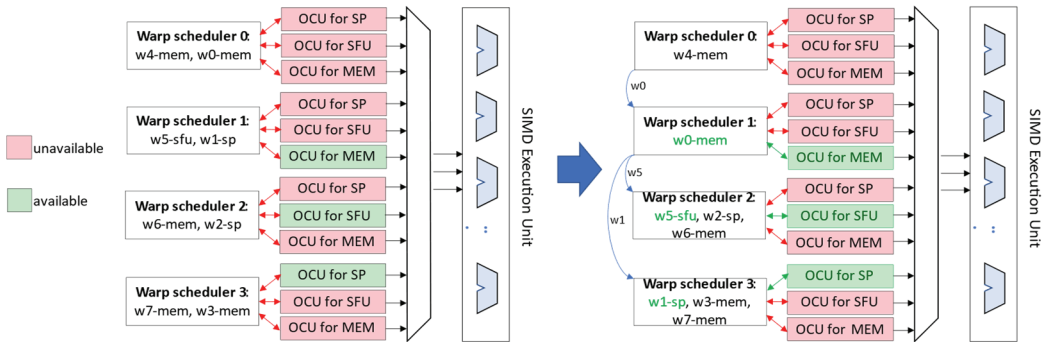 unavailable
available
Warp scheduler 0:
w4-mem, w0-mem
OCU for SP
OCU for SFU
OCU for MEM
Warp scheduler 1:
w5-sfu, w1-sp
OCU for SP
OCU for SFU
OCU for MEM
Warp scheduler 2:
w6-mem, w2-sp
OCU for SP
OCU for SFU
OCU for MEM
Warp scheduler 3:
w7-mem, w3-mem
OCU for SP
OCU for SFU
OCU for MEM
SIMD Execution Unit
Warp scheduler 0:
w4-mem
OCU for SP
OCU for SFU
OCU for MEM
w0
Warp scheduler 1:
w0-mem
OCU for SP
OCU for SFU
OCU for MEM
w5
w1
Warp scheduler 2:
w5-sfu, w2-sp,
w6-mem
OCU for SP
OCU for SFU
OCU for MEM
Warp scheduler 3:
w1-sp, w3-mem,
w7-mem
OCU for SP
OCU for SFU
OCU for MEM
SIMD Execution Unit